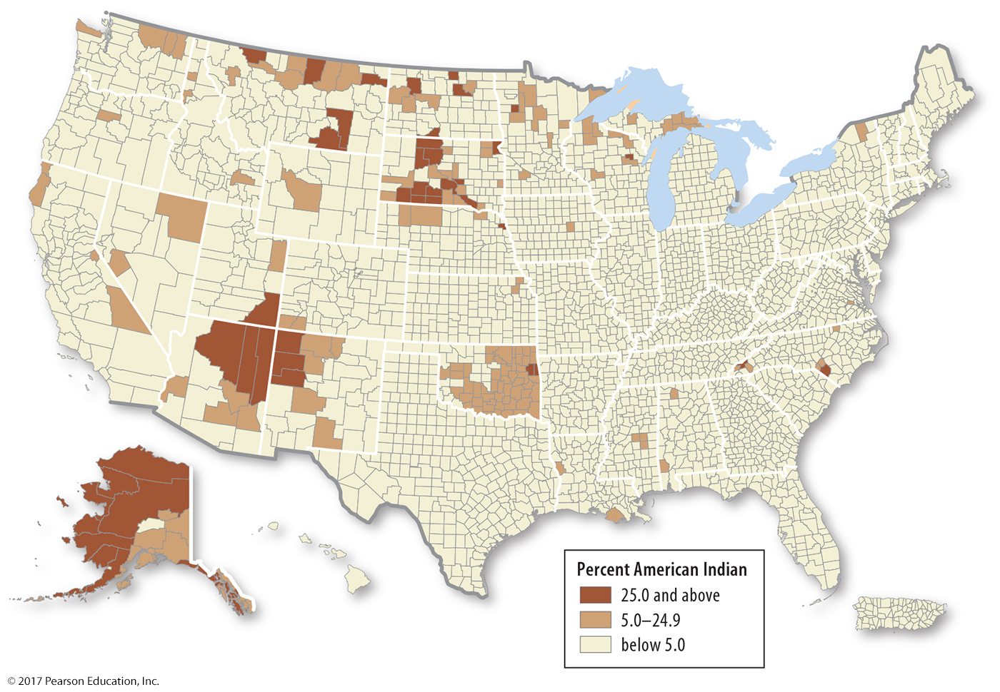 Percent American Indian
25.0 and above
5.0–24.9
below 5.0
© 2017 Pearson Education, Inc.